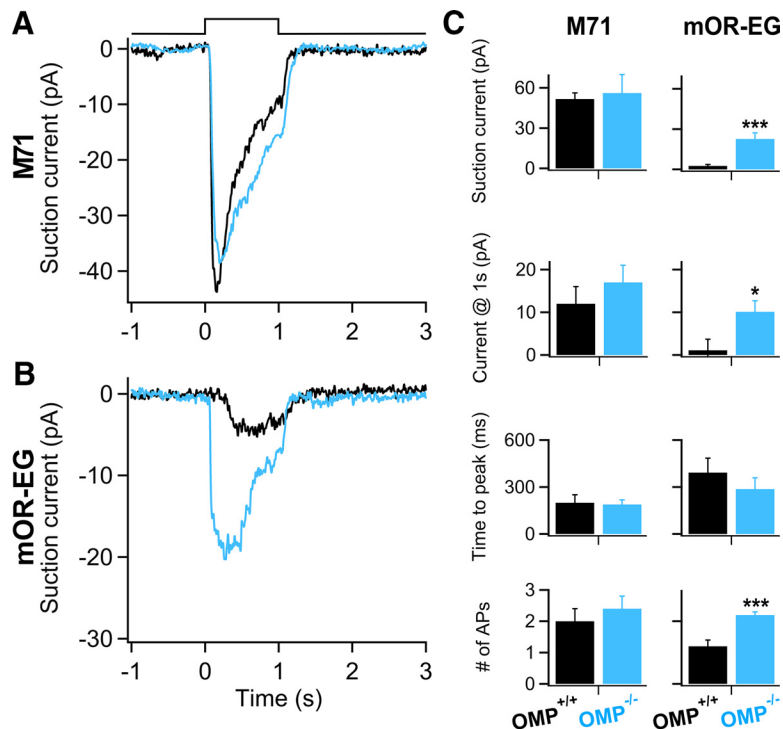 A
M71
Suction current (pA)
0
-10
-20
-30
-40
-1 0 1 2 3
B
mOR-EG
Suction current (pA)
0
-10
-20
-30
-1 0 1 2 3
Time (s)
C
M71 mOR-EG
Suction current (pA)
60
30
0
***
Current @ 1s (pA)
20
10
0
*
Time to peak (ms)
600
300
0
# of APs
3
2
1
0
***
OMP+/+ OMP-/- OMP+/+ OMP-/-